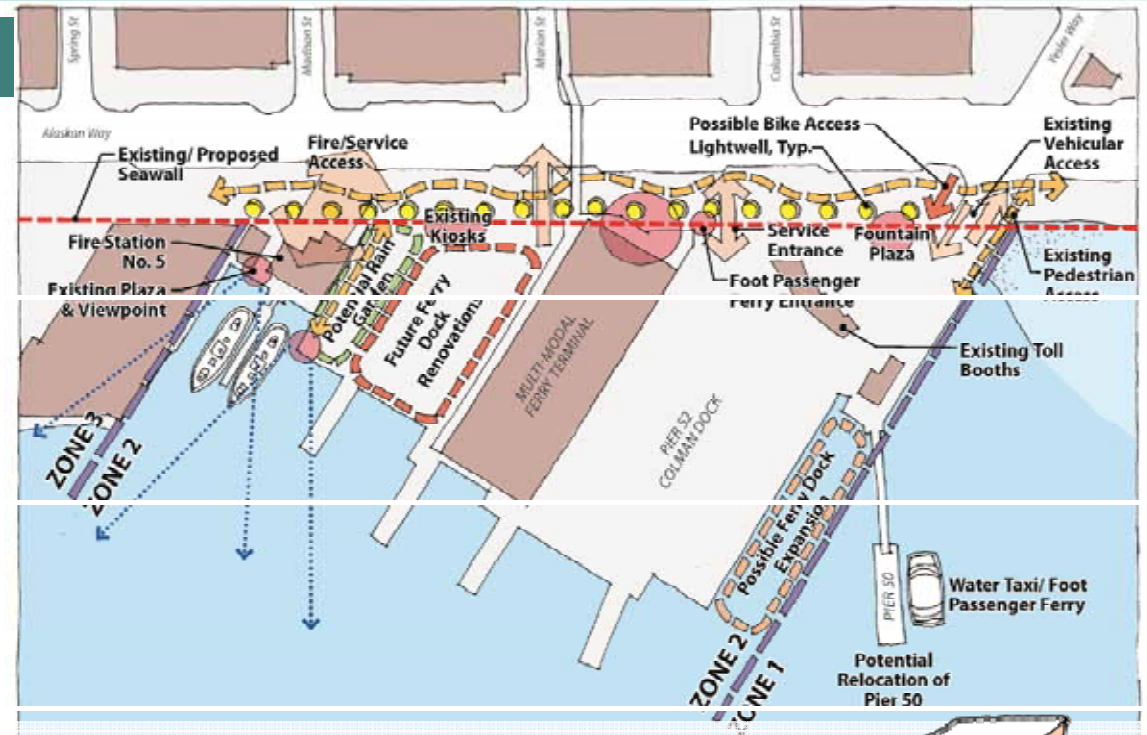 Spring St
Madison St
Marion St
Columbia St
Yesler Way
Alaskan Way
Existing/ Proposed
Seawall
Fire/Service
Access
Possible Bike Access
Lightwell, Typ.
Existing
Vehicular
Access
Fire Station
No. 5
Existing Plaza
& Viewpoint
Existing
Kiosks
Potential Rain
Garden
Future Ferry
Dock
Renovations
Service
Entrance
Fountain
Plaza
Foot Passenger
Ferry Entrance
Existing
Pedestrian
Access
MULTI-MODAL
FERRY TERMINAL
PIER 52
COLMAN DOCK
Existing Toll
Booths
ZONE 3
ZONE 2
Possible Ferry Dock
Expansion
PIER 50
Water Taxi/ Foot
Passenger Ferry
ZONE 2
ZONE 1
Potential
Relocation of
Pier 50